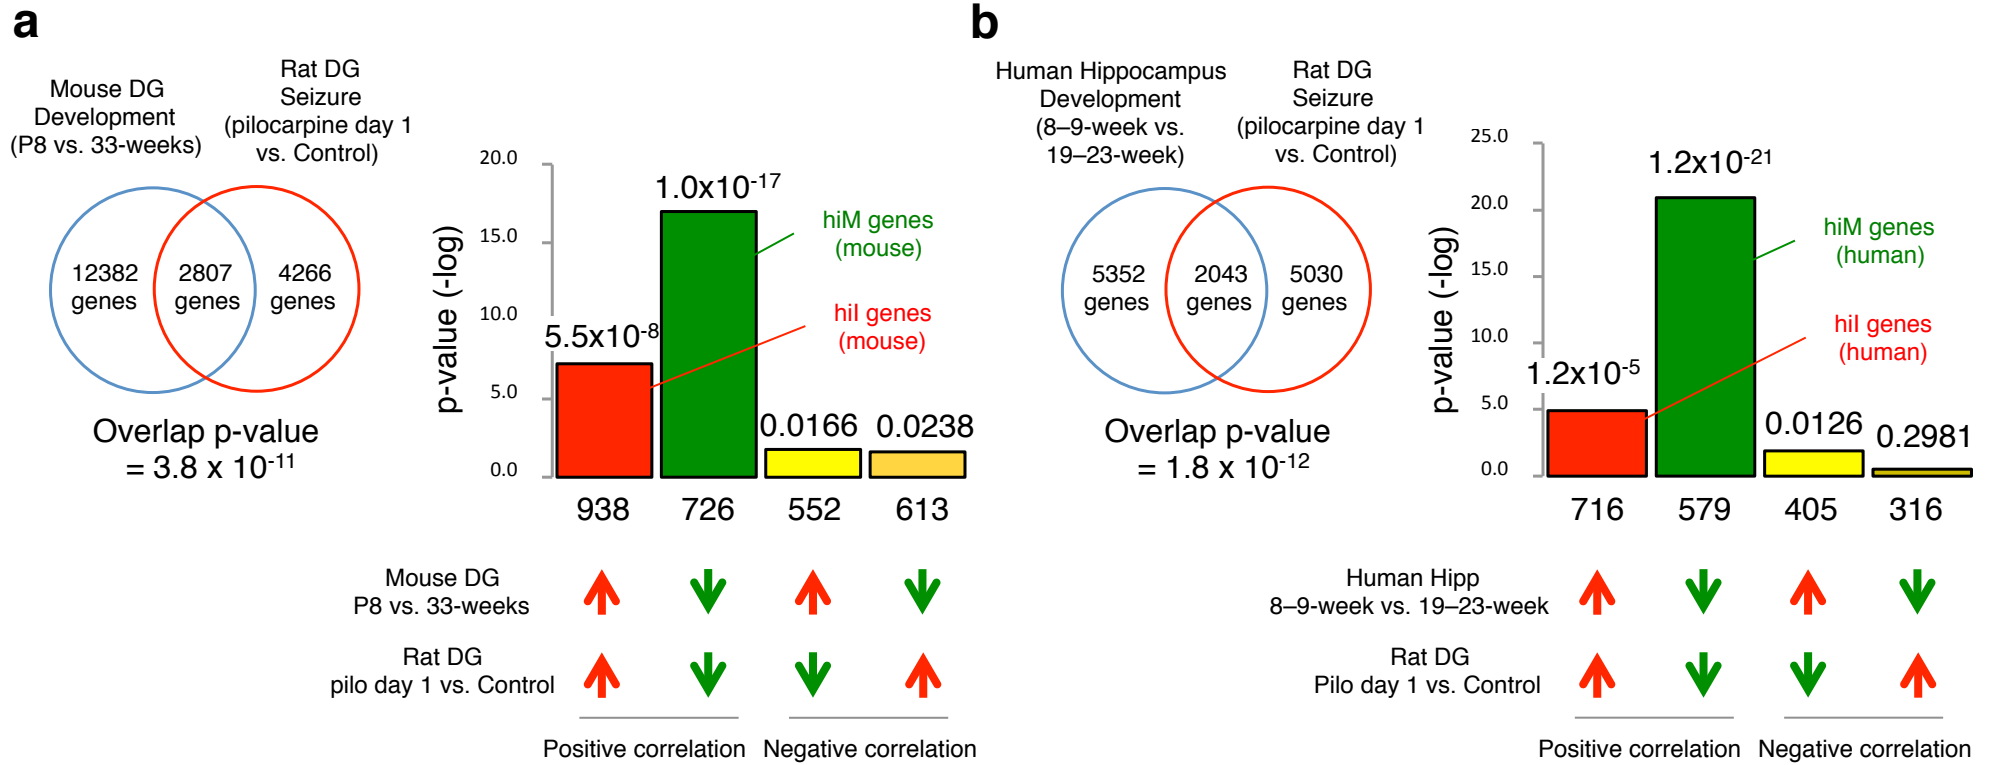 a
Mouse DG
Development
(P8 vs. 33-weeks)
Rat DG
Seizure
(pilocarpine day 1
vs. Control)
12382
genes
2807
genes
4266
genes
Overlap p-value
= 3.8 x 10-11
p-value (-log)
20.0
15.0
10.0
5.0
0.0
5.5x10-8
1.0x10-17
0.0166
0.0238
hiM genes
(mouse)
hiI genes
(mouse)
938
726
552
613
Mouse DG
P8 vs. 33-weeks
Rat DG
pilo day 1 vs. Control
Positive correlation
Negative correlation
b
Human Hippocampus
Development
(8–9-week vs.
19–23-week)
Rat DG
Seizure
(pilocarpine day 1
vs. Control)
5352
genes
2043
genes
5030
genes
Overlap p-value
= 1.8 x 10-12
p-value (-log)
25.0
20.0
15.0
10.0
5.0
0.0
1.2x10-5
1.2x10-21
0.0126
0.2981
hiM genes
(human)
hiI genes
(human)
716
579
405
316
Human Hipp
8–9-week vs. 19–23-week
Rat DG
Pilo day 1 vs. Control
Positive correlation
Negative correlation